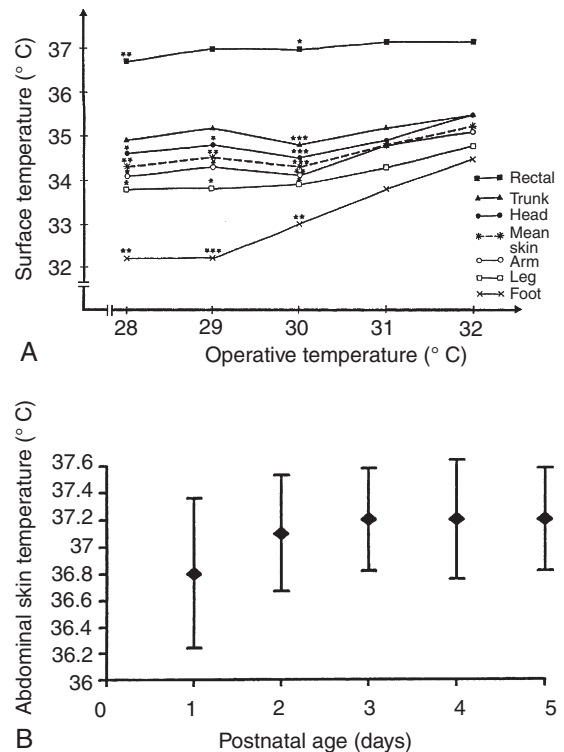 Surface temperature (° C)
37
36
35
34
33
32
28 29 30 31 32
Operative temperature (° C)
Rectal
Trunk
Head
Mean
skin
Arm
Leg
Foot
A
Abdominal skin temperature (° C)
37.6
37.4
37.2
37
36.8
36.6
36.4
36.2
36
0 1 2 3 4 5
Postnatal age (days)
B